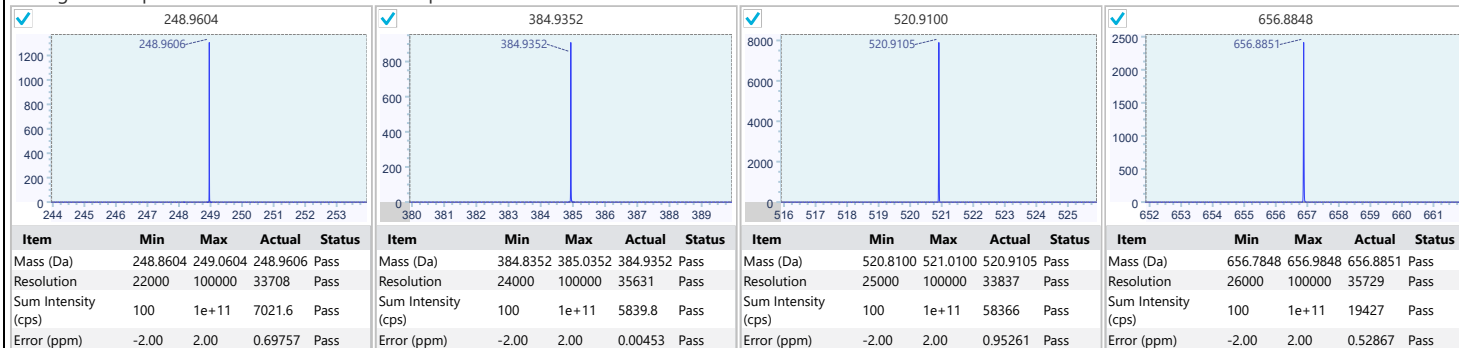 248.9604
248.9606
1200
1000
800
600
400
200
0
244 245 246 247 248 249 250 251 252 253
Item Min Max Actual Status
Mass (Da) 248.8604 249.0604 248.9606 Pass
Resolution 22000 100000 33708 Pass
Sum Intensity (cps) 100 1e+11 7021.6 Pass
Error (ppm) -2.00 2.00 0.69757 Pass
384.9352
384.9352
800
600
400
200
0
380 381 382 383 384 385 386 387 388 389
Item Min Max Actual Status
Mass (Da) 384.8352 385.0352 384.9352 Pass
Resolution 24000 100000 35631 Pass
Sum Intensity (cps) 100 1e+11 5839.8 Pass
Error (ppm) -2.00 2.00 0.00453 Pass
520.9100
520.9105
8000
6000
4000
2000
0
516 517 518 519 520 521 522 523 524 525
Item Min Max Actual Status
Mass (Da) 520.8100 521.0100 520.9105 Pass
Resolution 25000 100000 33837 Pass
Sum Intensity (cps) 100 1e+11 58366 Pass
Error (ppm) -2.00 2.00 0.95261 Pass
656.8848
656.8851
2500
2000
1500
1000
500
0
652 653 654 655 656 657 658 659 660 661
Item Min Max Actual Status
Mass (Da) 656.7848 656.9848 656.8851 Pass
Resolution 26000 100000 35729 Pass
Sum Intensity (cps) 100 1e+11 19427 Pass
Error (ppm) -2.00 2.00 0.52867 Pass